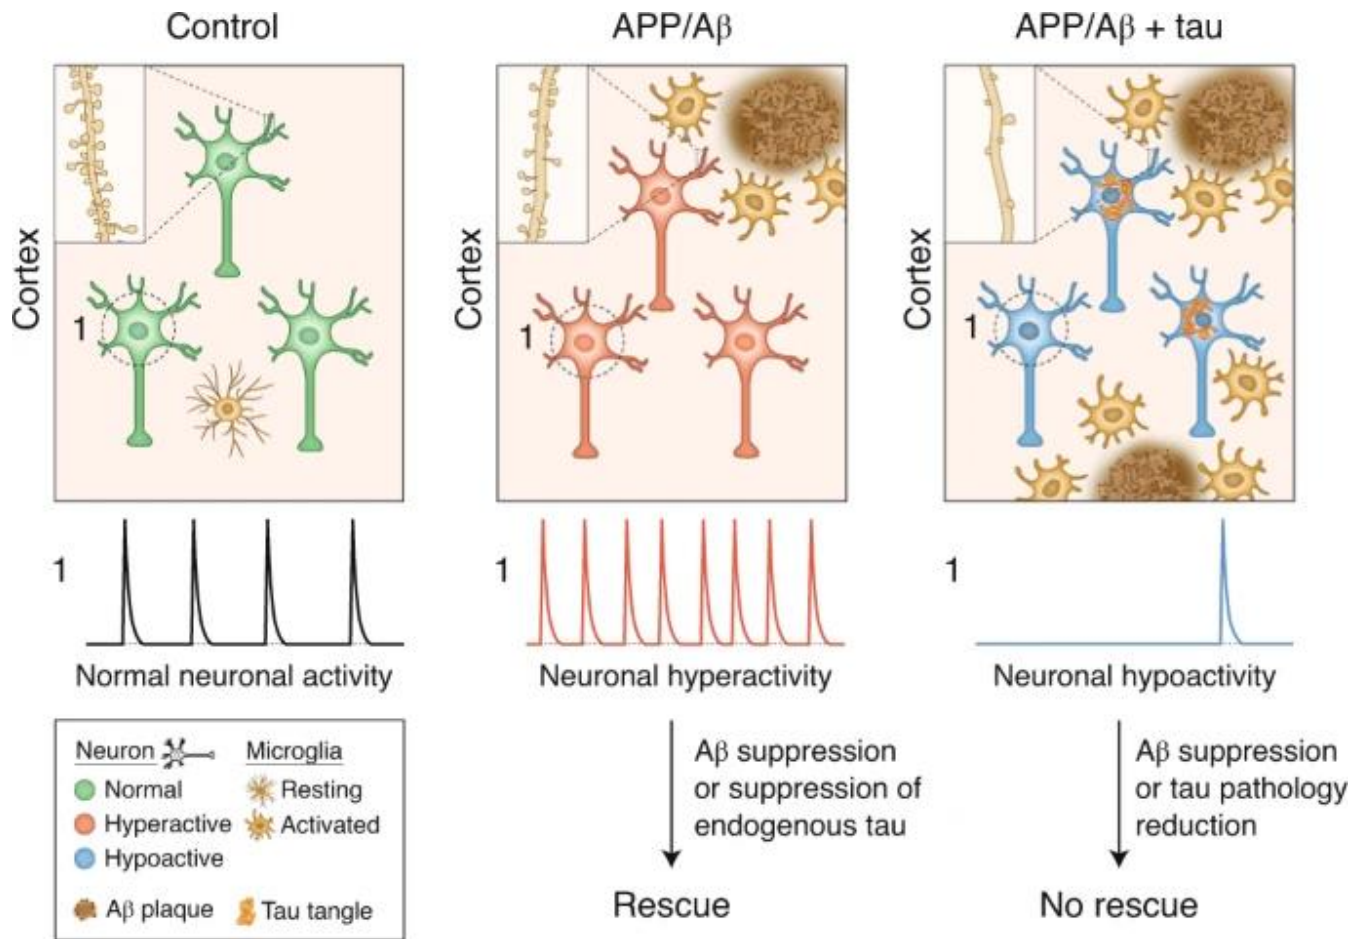 Control
APP/Aβ
APP/Aβ + tau
Cortex
1
Cortex
1
Cortex
1
1
1
1
Normal neuronal activity
Neuronal hyperactivity
Neuronal hypoactivity
Neuron
Microglia
Normal
Resting
Hyperactive
Activated
Hypoactive
Aβ plaque
Tau tangle
Aβ suppression
or suppression of
endogenous tau
Rescue
Aβ suppression
or tau pathology
reduction
No rescue